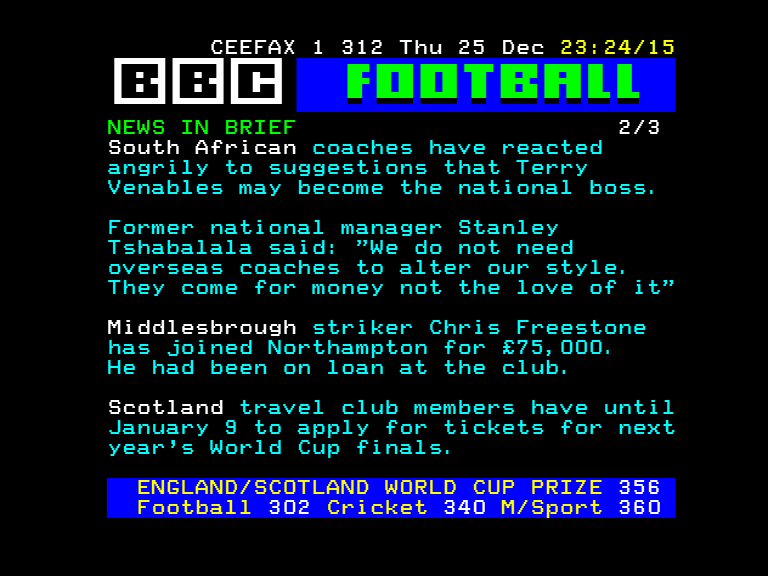 CEEFAX 1 312 Thu 25 Dec 23:24/15
BBC FOOTBALL
NEWS IN BRIEF 2/3
South African coaches have reacted
angrily to suggestions that Terry
Venables may become the national boss.
Former national manager Stanley
Tshabalala said: "We do not need
overseas coaches to alter our style.
They come for money not the love of it"
Middlesbrough striker Chris Freestone
has joined Northampton for £75,000.
He had been on loan at the club.
Scotland travel club members have until
January 9 to apply for tickets for next
year's World Cup finals.
ENGLAND/SCOTLAND WORLD CUP PRIZE 356
Football 302 Cricket 340 M/Sport 360